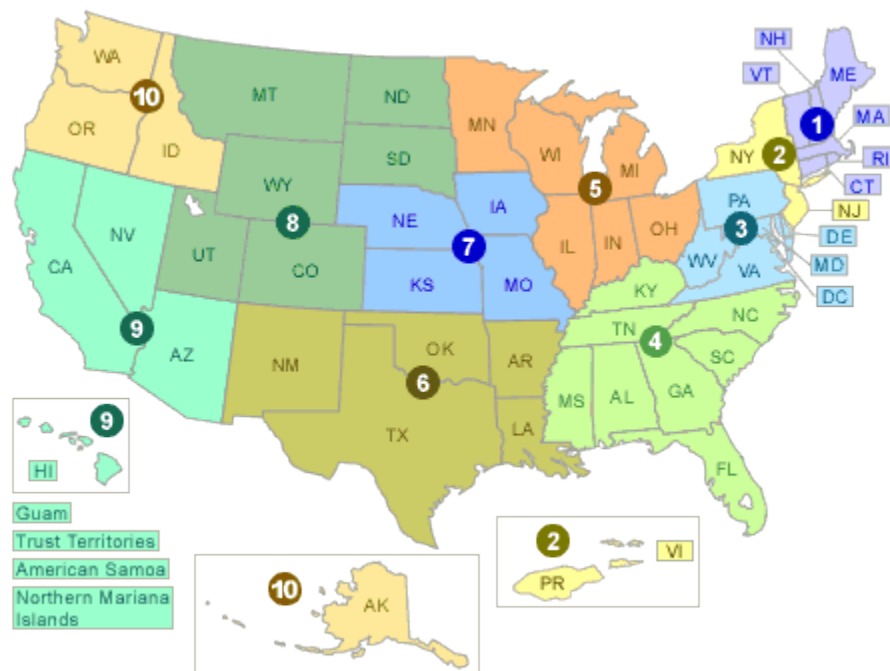 NH
WA
VT
ME
10
MT
ND
MN
MA
1
OR
ID
WI
NY
2
RI
SD
MI
5
CT
WY
PA
NJ
NE
IA
8
3
DE
NV
7
OH
UT
IL
IN
WV
MD
CA
CO
VA
KS
MO
DC
KY
NC
9
TN
4
OK
AZ
NM
AR
SC
6
MS
AL
GA
TX
LA
9
FL
HI
Guam
Trust Territories
2
VI
American Samoa
PR
10
Northern Mariana
Islands
AK